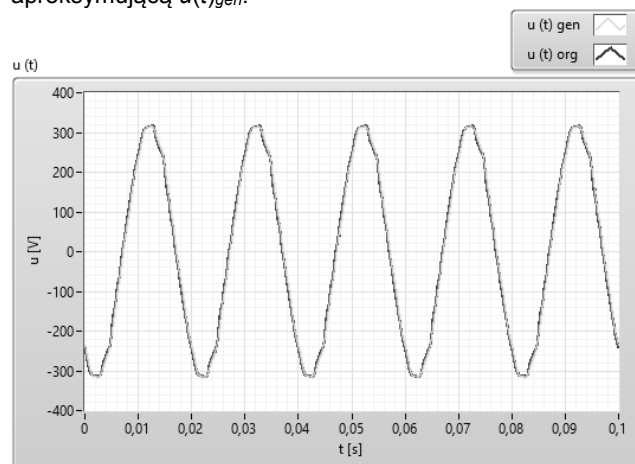 aproksymującą u(t)gen.
u (t) gen
u (t) org
u (t)
400
300
200
100
0
-100
-200
-300
-400
u [V]
0 0,01 0,02 0,03 0,04 0,05 0,06 0,07 0,08 0,09 0,1
t [s]